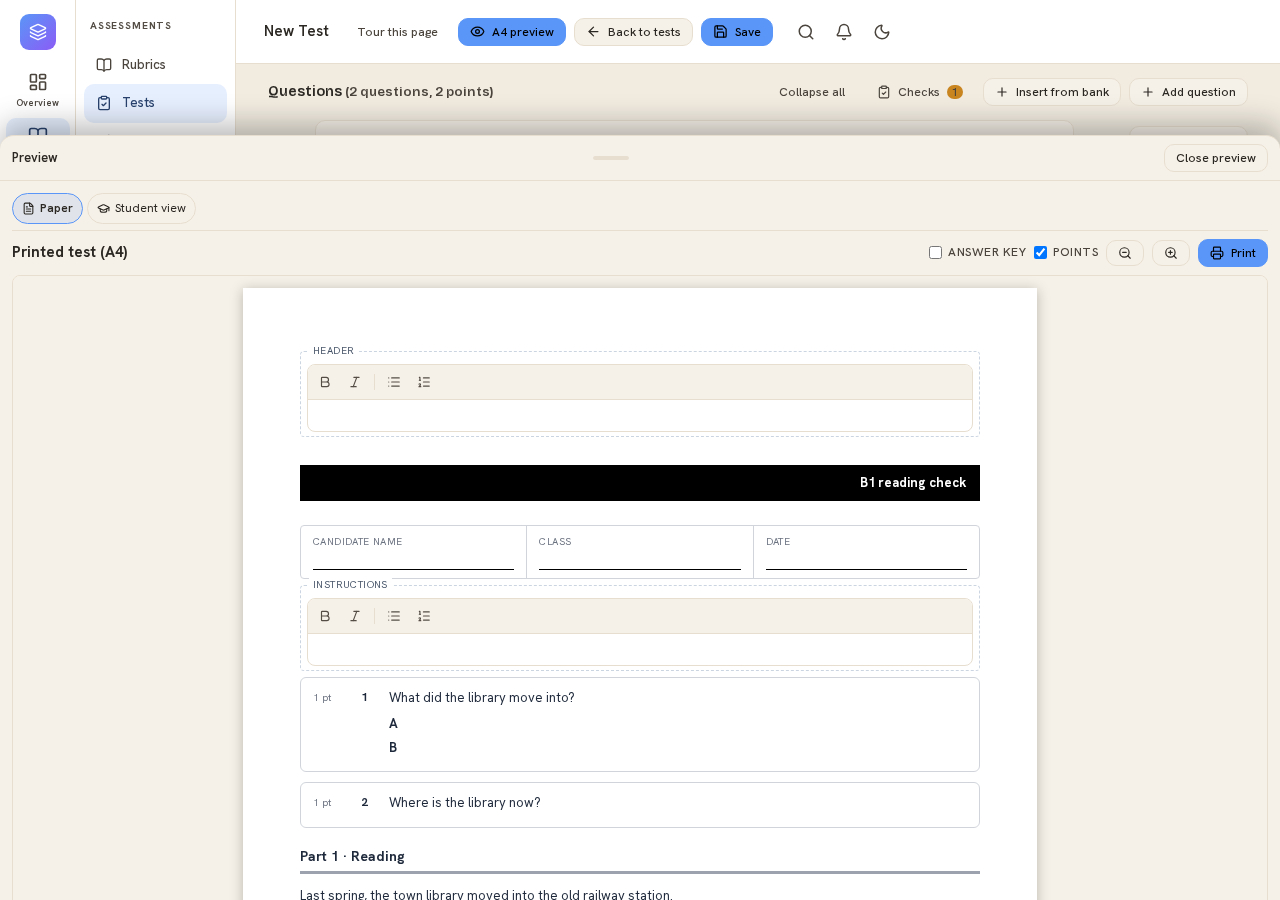 ASSESSMENTS
Rubrics
Tests
Overview
New Test
Tour this page
A4 preview
Back to tests
Save
Questions (2 questions, 2 points)
Collapse all
Checks 1
Insert from bank
Add question
Preview
Close preview
Paper
Student view
Printed test (A4)
ANSWER KEY
POINTS
Print
HEADER
B1 reading check
CANDIDATE NAME
CLASS
DATE
INSTRUCTIONS
1 pt 1 What did the library move into?
A
B
1 pt 2 Where is the library now?
Part 1 · Reading
Last spring, the town library moved into the old railway station.